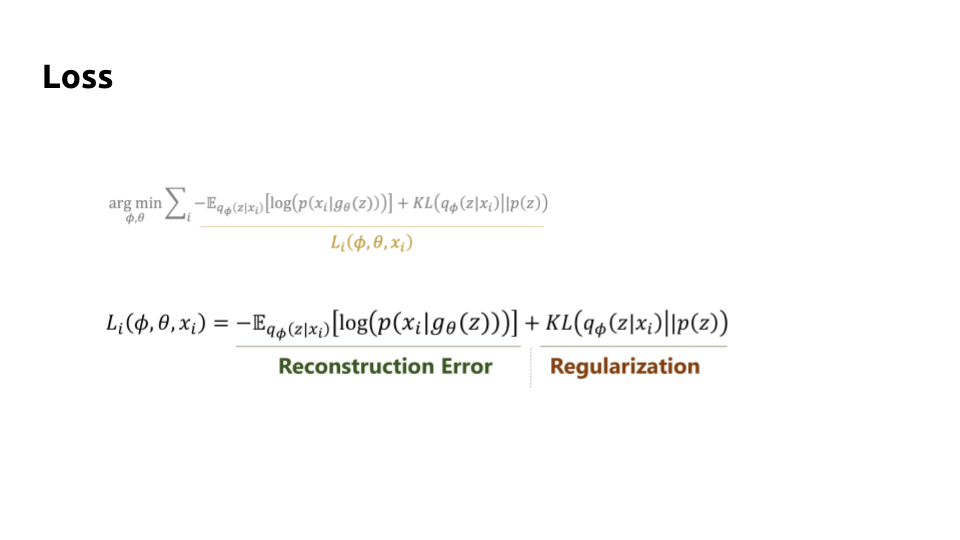 Loss
arg min_{ϕ,θ} ∑_i −𝔼_{q_ϕ(z|x_i)}[log(p(x_i|g_θ(z)))] + KL(q_ϕ(z|x_i)||p(z))
L_i(ϕ, θ, x_i)
L_i(ϕ, θ, x_i) = −𝔼_{q_ϕ(z|x_i)}[log(p(x_i|g_θ(z)))] + KL(q_ϕ(z|x_i)||p(z))
Reconstruction Error Regularization